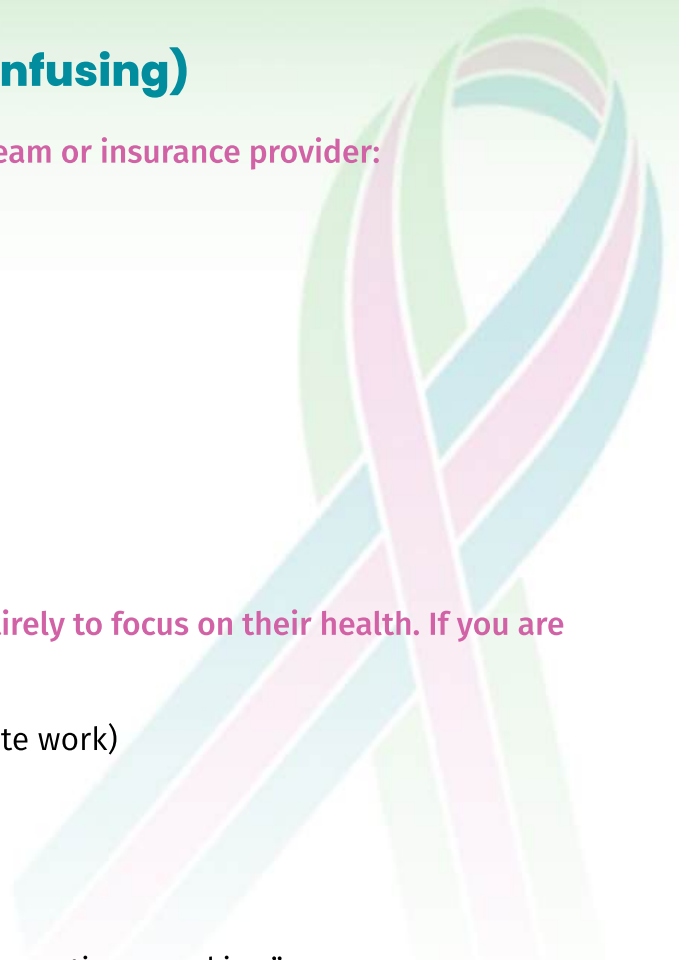 nfusing)
eam or insurance provider:
irely to focus on their health. If you are
te work)